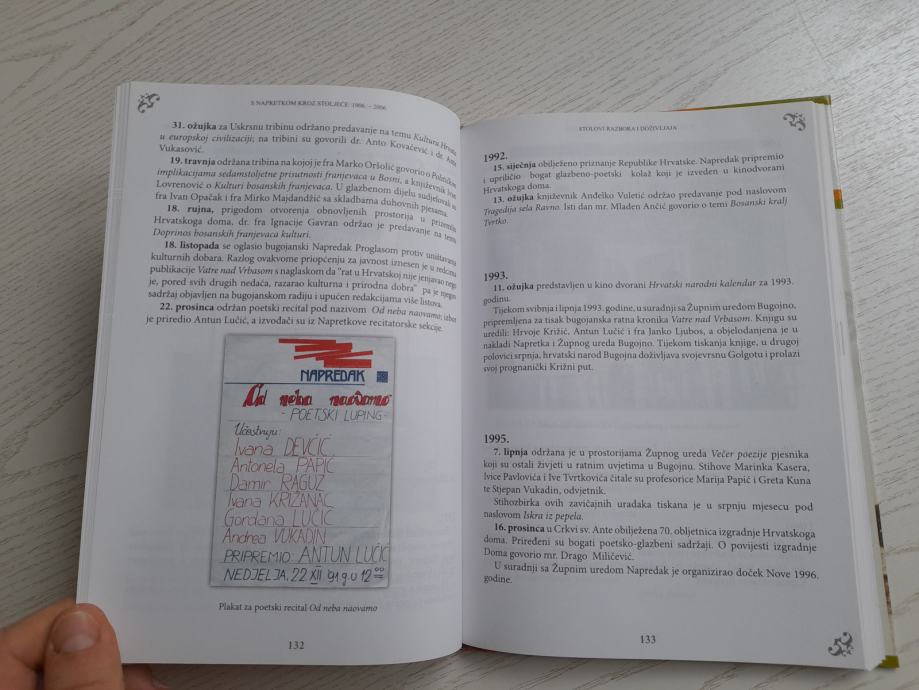 S NAPRETKOM KROZ STOLJEĆE: 1906. – 2006.
31. ožujka za Uskrsnu tribinu održano predavanje na temu Kultura Hrvata
u europskoj civilizaciji; na tribini su govorili dr. Anto Kovačević i dr. Ante
Vukasović.
19. travnja održana tribina na kojoj je fra Marko Oršolić govorio o Političkim
implikacijama sedamstoljetne prisutnosti franjevaca u Bosni, a književnik Ivan
Lovrenović o Kulturi bosanskih franjevaca. U glazbenom dijelu sudjelovali su
fra Ivan Opačak i fra Mirko Majdandžić sa skladbama duhovnih pjesama.
18. rujna, prigodom otvorenja obnovljenih prostorija u prizemlju
Hrvatskoga doma, dr. fra Ignacije Gavran održao je predavanje na temu
Doprinos bosanskih franjevaca kulturi.
18. listopada se oglasio bugojanski Napredak Proglasom protiv uništavanja
kulturnih dobara. Razlog ovakvome priopćenju za javnost iznesen je u redcima
publikacije Vatre nad Vrbasom s naglaskom da "rat u Hrvatskoj nije jenjavao nego
je, pored svih drugih nedaća, razarao kulturna i prirodna dobra" pa je njegov
sadržaj objavljen na bugojanskom radiju i upućen redakcijama više listova.
22. prosinca održan poetski recital pod nazivom Od neba naovamo; izbor
je priredio Antun Lučić, a izvođači su iz Napretkove recitatorske sekcije.
NAPREDAK
Od neba naovamo
- POETSKI LUPING -
Učestvuju:
Ivana DEVČIĆ
Antonela PAPIĆ
Damir RAGUŽ
Ivana KRIŽANAC
Gordana LUČIĆ
Andrea VUKADIN
PRIPREMIO: ANTUN LUČIĆ
NEDJELJA, 22 XII 91 g u 12 00
Plakat za poetski recital Od neba naovamo
132
STOLOVI RAZBORA I DOŽIVLJAJA
1992.
15. siječnja obilježeno priznanje Republike Hrvatske. Napredak pripremio
i upriličio bogat glazbeno-poetski kolaž koji je izveden u kinodvorani
Hrvatskoga doma.
13. ožujka književnik Anđelko Vuletić održao predavanje pod naslovom
Tragedija sela Ravno. Isti dan mr. Mladen Ančić govorio o temi Bosanski kralj
Tvrtko.
1993.
11. ožujka predstavljen u kino dvorani Hrvatski narodni kalendar za 1993.
godinu.
Tijekom svibnja i lipnja 1993. godine, u suradnji sa Župnim uredom Bugojno,
pripremljena za tisak bugojanska ratna kronika Vatre nad Vrbasom. Knjigu su
uredili: Hrvoje Križić, Antun Lučić i fra Janko Ljubos, a objelodanjena je u
nakladi Napretka i Župnog ureda Bugojno. Tijekom tiskanja knjige, u drugoj
polovici srpnja, hrvatski narod Bugojna doživljava svojevrsnu Golgotu i prolazi
svoj prognanički Križni put.
1995.
7. lipnja održana je u prostorijama Župnog ureda Večer poezije pjesnika
koji su ostali živjeti u ratnim uvjetima u Bugojnu. Stihove Marinka Kasera,
Ivice Pavlovića i Ive Tvrtkovića čitale su profesorice Marija Papić i Greta Kuna
te Stjepan Vukadin, odvjetnik.
Stihozbirka ovih zavičajnih uradaka tiskana je u srpnju mjesecu pod
naslovom Iskra iz pepela.
16. prosinca u Crkvi sv. Ante obilježena 70. obljetnica izgradnje Hrvatskoga
doma. Priređeni su bogati poetsko-glazbeni sadržaji. O povijesti izgradnje
Doma govorio mr. Drago Miličević.
U suradnji sa Župnim uredom Napredak je organizirao doček Nove 1996.
godine.
133